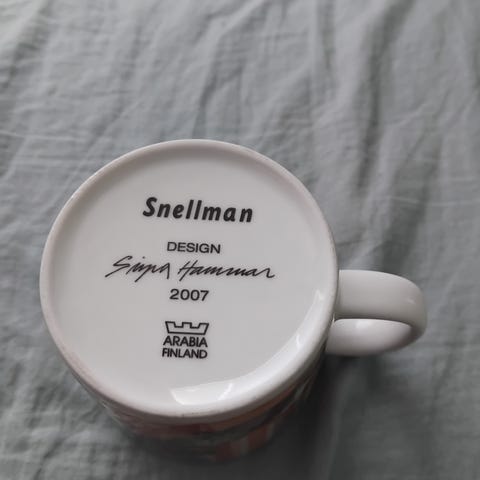 Snellman
DESIGN
Sirpa Hammar
2007
ARABIA
FINLAND